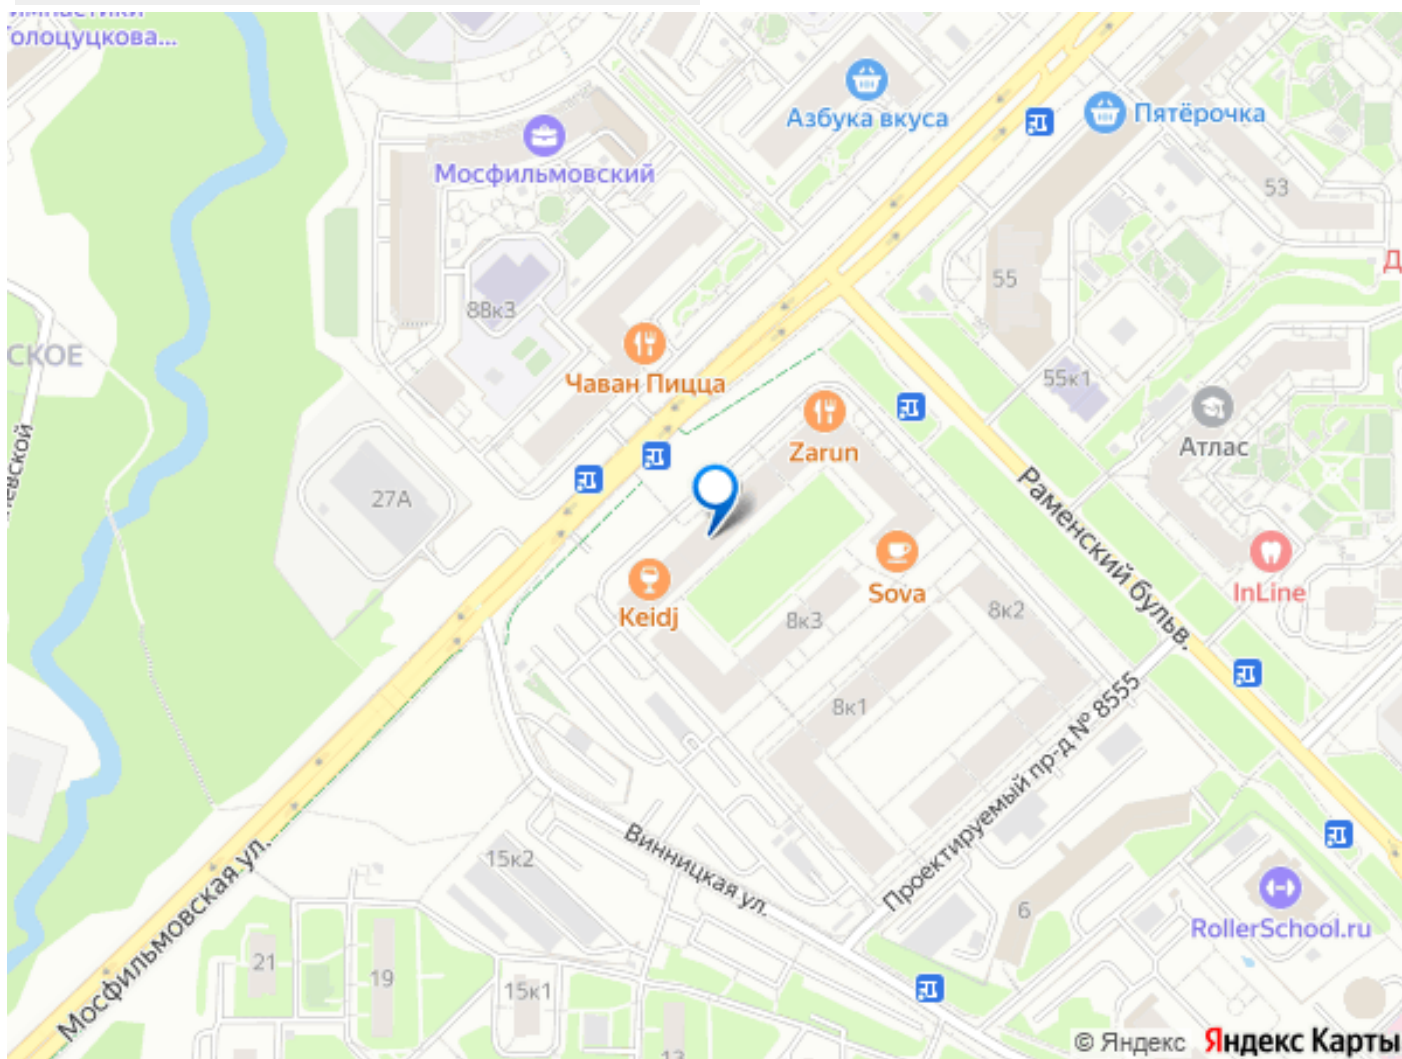 олоцуцкова...
Азбука вкуса
Пятёрочка
Мосфильмовский
53
55
88к3
СКОЕ
Чаван Пицца
55к1
Атлас
Zarun
27А
Раменский бульв.
Sova
InLine
Keidj
8к3
8к2
8к1
Проектируемый пр-д № 8555
Винницкая ул.
15к2
Мосфильмовская ул.
6
RollerSchool.ru
21
19
15к1
© Яндекс Яндекс Карты